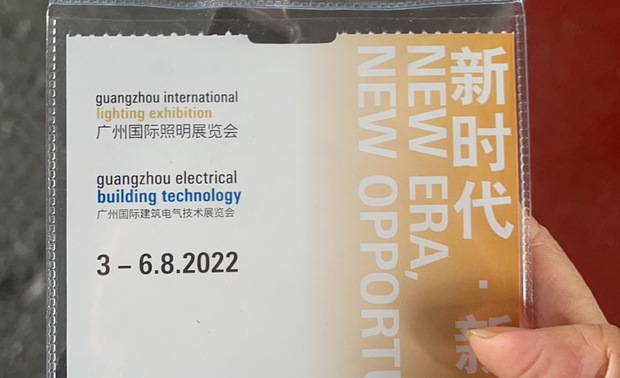 guangzhou international
lighting exhibition
广州国际照明展览会
guangzhou electrical
building technology
广州国际建筑电气技术展览会
3 – 6.8.2022
新时代 · 新
NEW ERA,
NEW